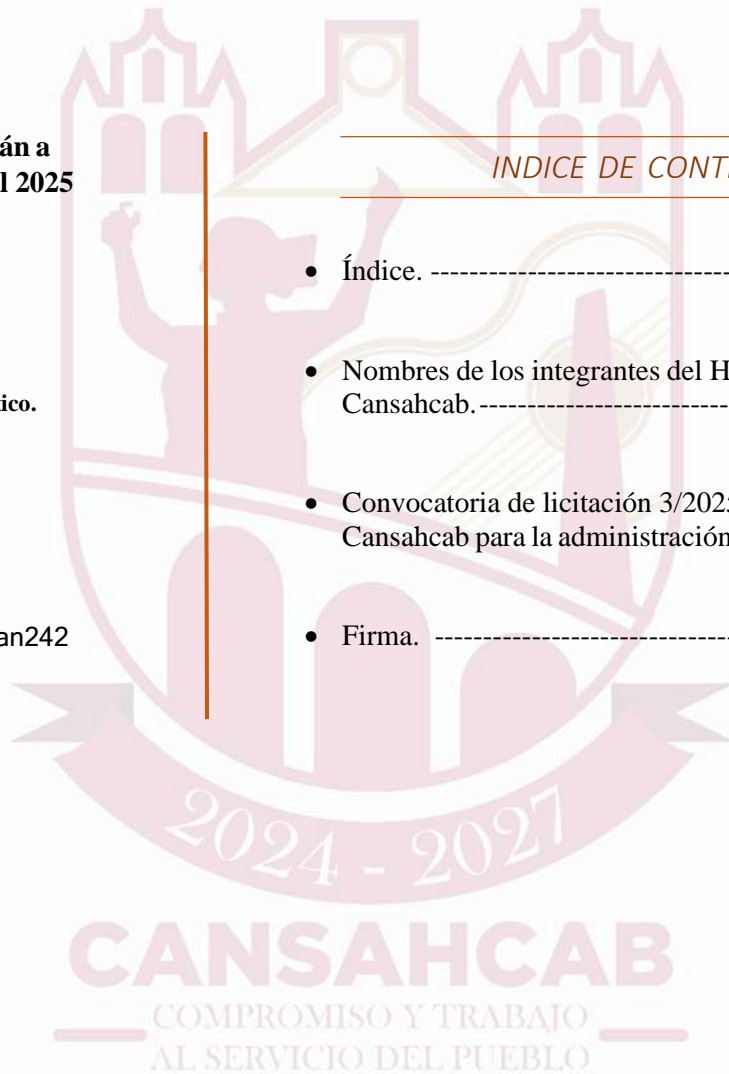 án a
l 2025
ico.
an242
INDICE DE CONT
• Índice. -------------------------------
• Nombres de los integrantes del H
Cansahcab.--------------------------
• Convocatoria de licitación 3/202
Cansahcab para la administración
• Firma. -------------------------------
2024 - 2027
CANSAHCAB
COMPROMISO Y TRABAJO
AL SERVICIO DEL PUEBLO